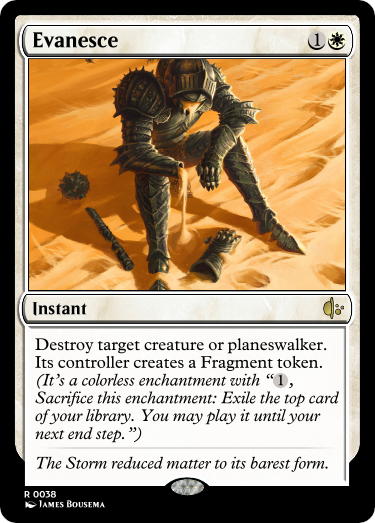 Evanesce 1
Instant
Destroy target creature or planeswalker.
Its controller creates a Fragment token.
(It's a colorless enchantment with “1,
Sacrifice this enchantment: Exile the top card
of your library. You may play it until your
next end step.”)
The Storm reduced matter to its barest form.
R 0038
James Bousema